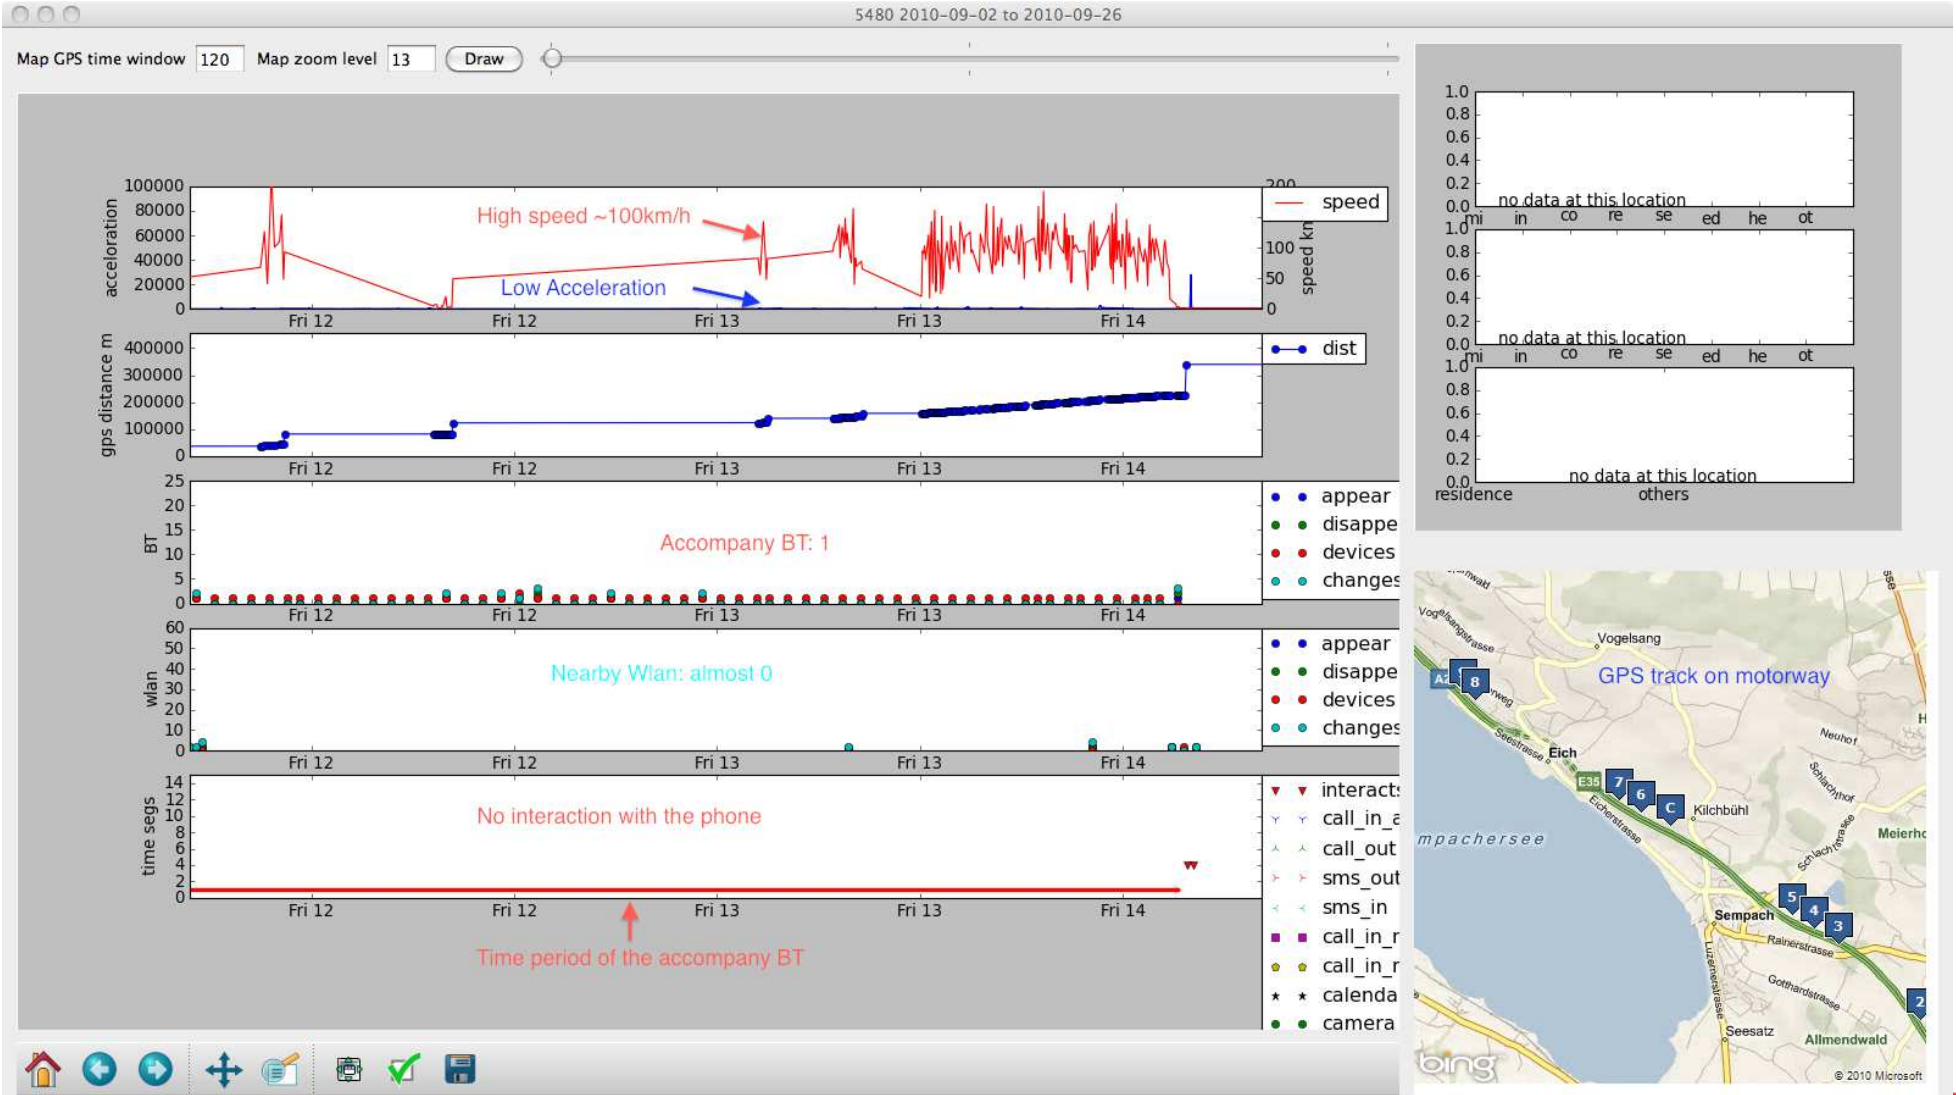 5480 2010-09-02 to 2010-09-26
Map GPS time window 120 Map zoom level 13 Draw
acceloration
100000
80000
60000
40000
20000
0
High speed ~100km/h
Low Acceleration
200
100
50
0
speed km
speed
Fri 12 Fri 12 Fri 13 Fri 13 Fri 14
gps distance m
400000
300000
200000
100000
0
dist
Fri 12 Fri 12 Fri 13 Fri 13 Fri 14
BT
25
20
15
10
5
0
Accompany BT: 1
appear
disappe
devices
changes
Fri 12 Fri 12 Fri 13 Fri 13 Fri 14
wlan
60
50
40
30
20
10
0
Nearby Wlan: almost 0
appear
disappe
devices
changes
Fri 12 Fri 12 Fri 13 Fri 13 Fri 14
time segs
14
12
10
8
6
4
2
0
No interaction with the phone
Fri 12 Fri 12 Fri 13 Fri 13 Fri 14
Time period of the accompany BT
interacts
call_in_a
call_out
sms_out
sms_in
call_in_r
call_in_r
calenda
camera
1.0
0.8
0.6
0.4
0.2
0.0
no data at this location
mi in co re se ed he ot
1.0
0.8
0.6
0.4
0.2
0.0
no data at this location
mi in co re se ed he ot
1.0
0.8
0.6
0.4
0.2
0.0
no data at this location
residence others
Vogelsangstrasse
Vogelsang
GPS track on motorway
A2
9
8
Seestrasse
Eich
Neuhof
E35
7
6
C
Kilchbühl
Eicherstrasse
Schlachthof
Schlachtstrasse
Meierho
mpachersee
5
4
3
Sempach
Rainerstrasse
Luzernerstrasse
Gotthardstrasse
2
Seesatz
Allmendwald
bing
© 2010 Microsoft